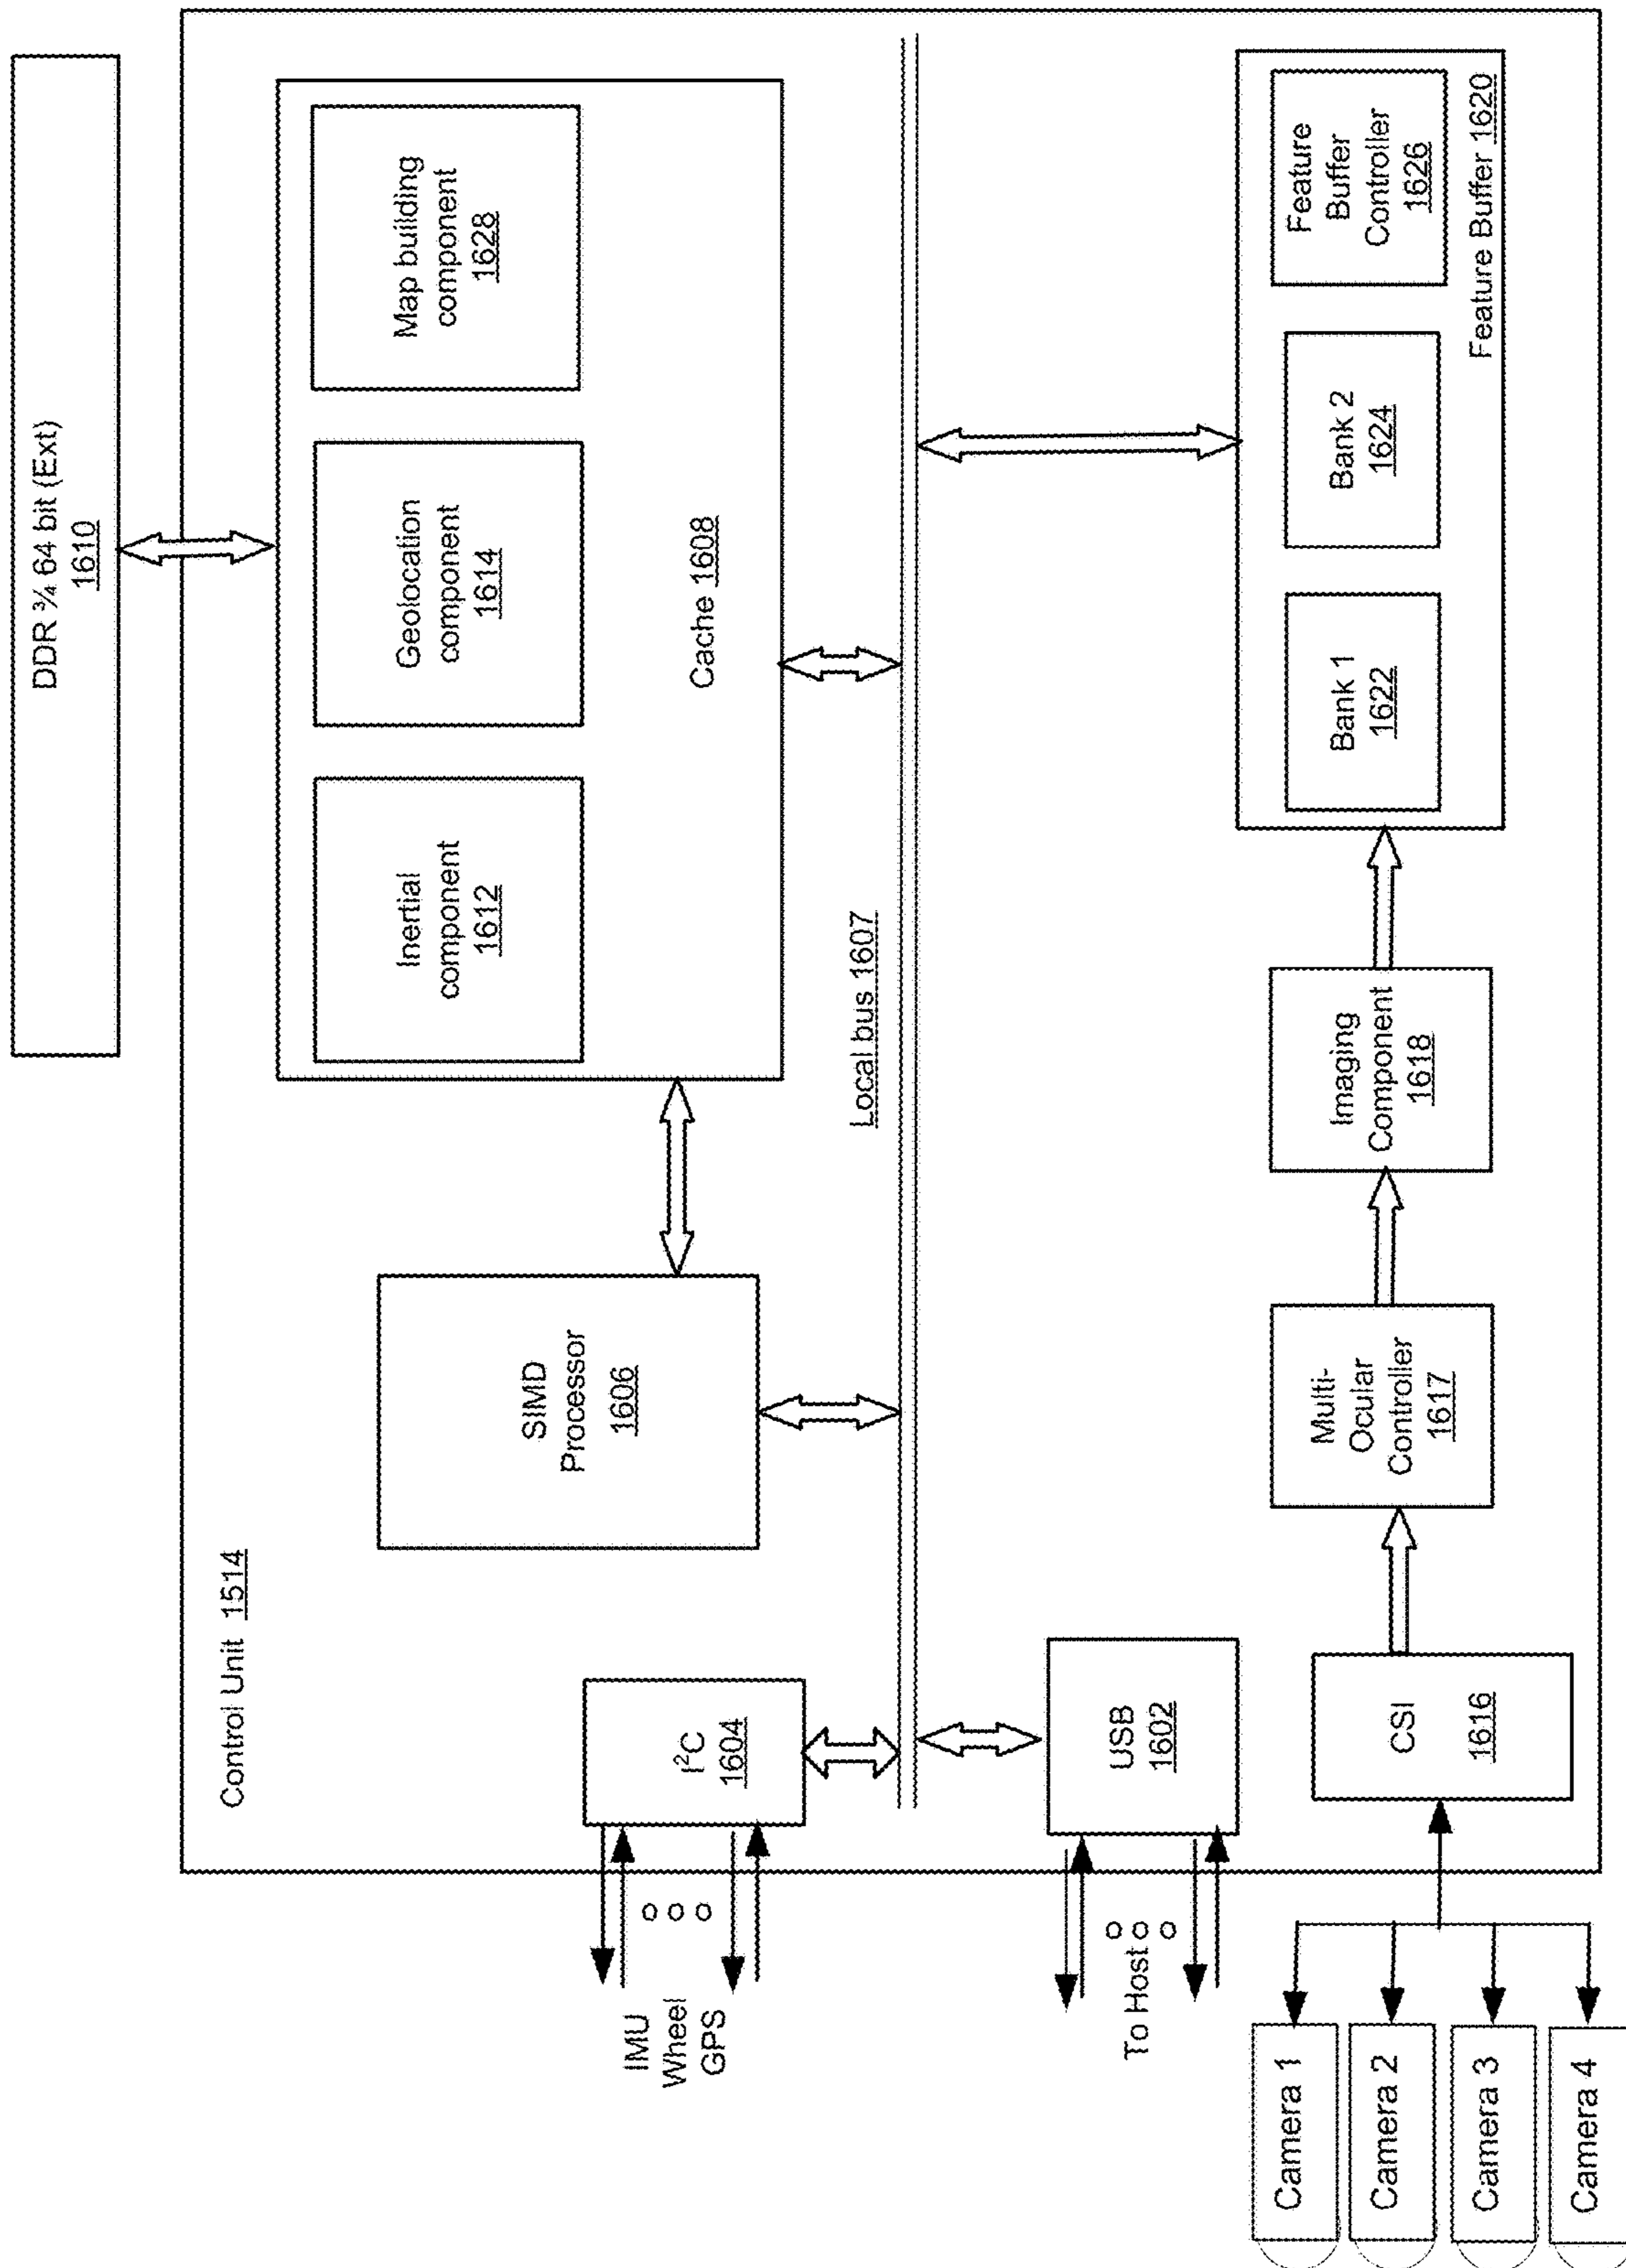 DDR ¾ 64 bit (Ext)
1610
Control Unit 1514
Inertial
component
1612
Geolocation
component
1614
Map building
component
1628
Cache 1608
SIMD
Processor
1606
I²C
1604
IMU
Wheel
GPS
Local bus 1607
USB
1602
To Host
CSI
1616
Multi-
Ocular
Controller
1617
Imaging
Component
1618
Bank 1
1622
Bank 2
1624
Feature
Buffer
Controller
1626
Feature Buffer 1620
Camera 1
Camera 2
Camera 3
Camera 4